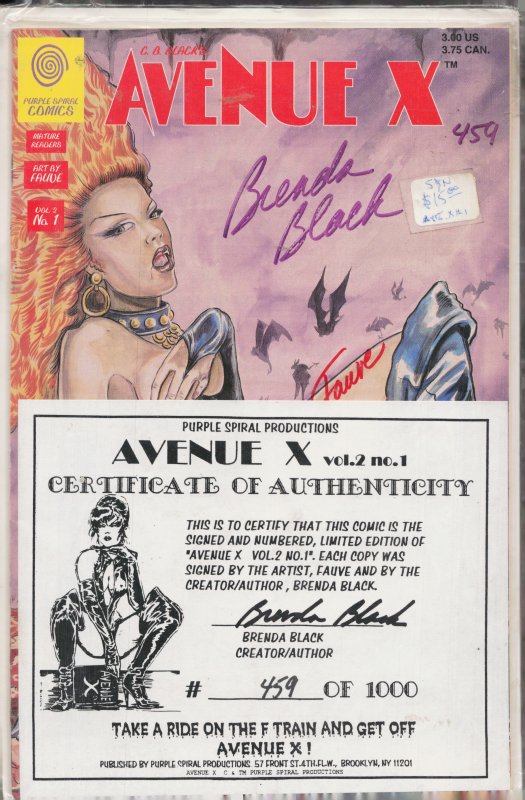 C. B. BLACK'S
AVENUE X™
3.00 US
3.75 CAN.
PURPLE SPIRAL
COMICS
MATURE
READERS
ART BY
FAUVE
VOL 2
No. 1
459
Brenda
Black
$15.00
Fauve
PURPLE SPIRAL PRODUCTIONS
AVENUE X vol.2 no.1
CERTIFICATE OF AUTHENTICITY
THIS IS TO CERTIFY THAT THIS COMIC IS THE
SIGNED AND NUMBERED, LIMITED EDITION OF
"AVENUE X VOL.2 NO.1". EACH COPY WAS
SIGNED BY THE ARTIST, FAUVE AND BY THE
CREATOR/AUTHOR , BRENDA BLACK.
Brenda Black
BRENDA BLACK
CREATOR/AUTHOR
# 459 OF 1000
AVENUE
X
TAKE A RIDE ON THE F TRAIN AND GET OFF
AVENUE X !
PUBLISHED BY PURPLE SPIRAL PRODUCTIONS 57 FRONT ST.4TH.FL.W., BROOKLYN, NY 11201
AVENUE X C & TM PURPLE SPIRAL PRODUCTIONS